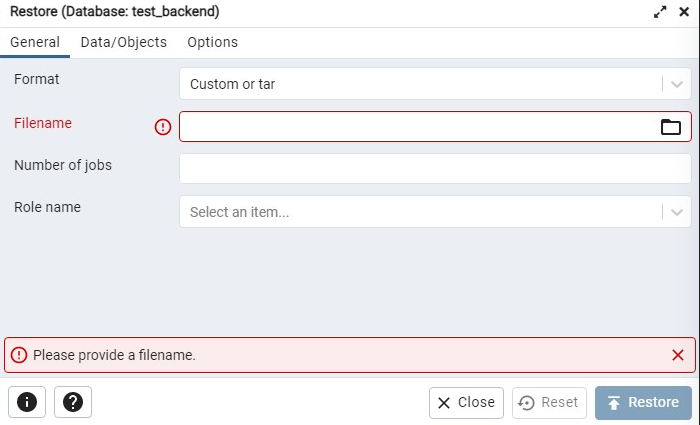 Restore (Database: test_backend)
General Data/Objects Options
Format Custom or tar
Filename
Number of jobs
Role name Select an item...
Please provide a filename.
Close Reset Restore